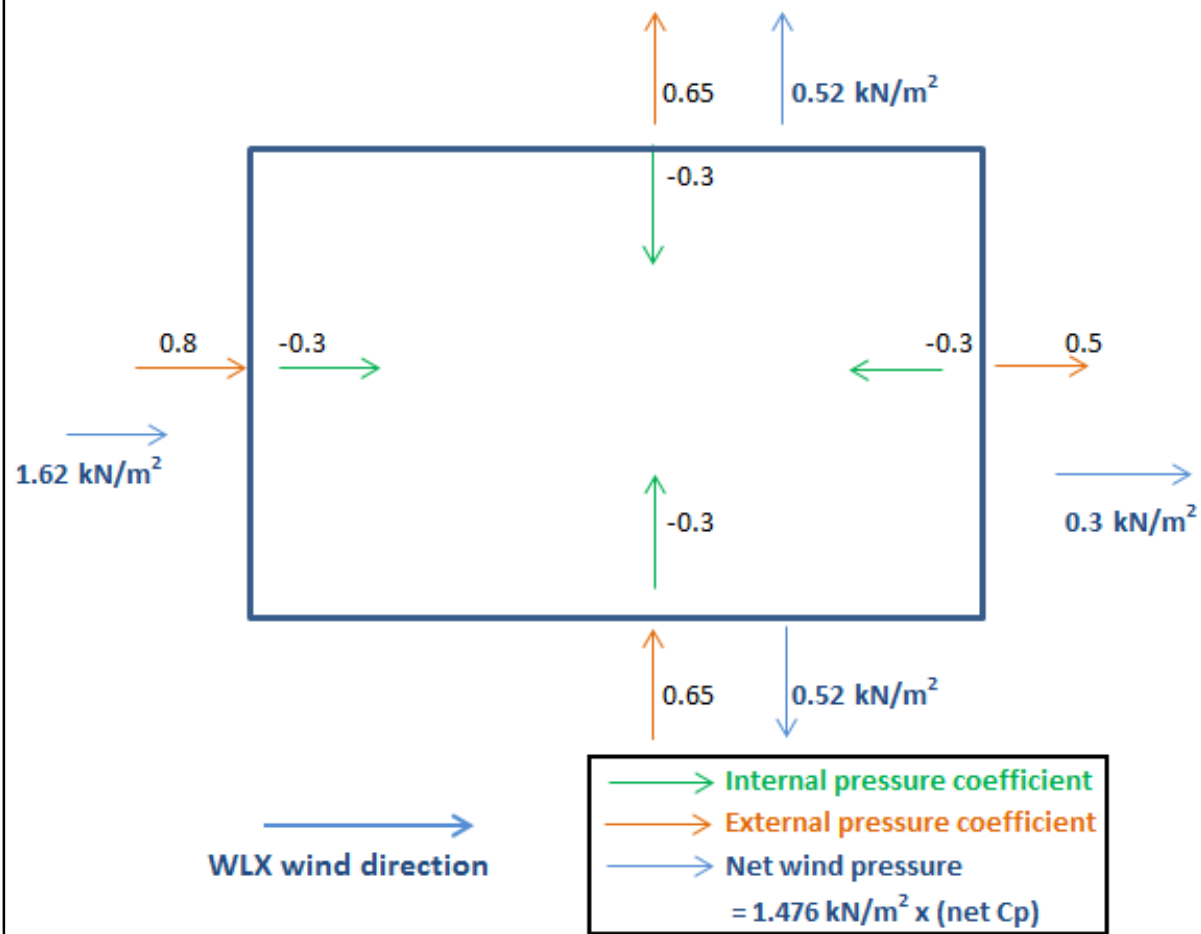 0.65
0.52 kN/m²
-0.3
0.8
-0.3
-0.3
0.5
1.62 kN/m²
0.3 kN/m²
-0.3
0.65
0.52 kN/m²
Internal pressure coefficient
External pressure coefficient
WLX wind direction
Net wind pressure
= 1.476 kN/m² x (net Cp)